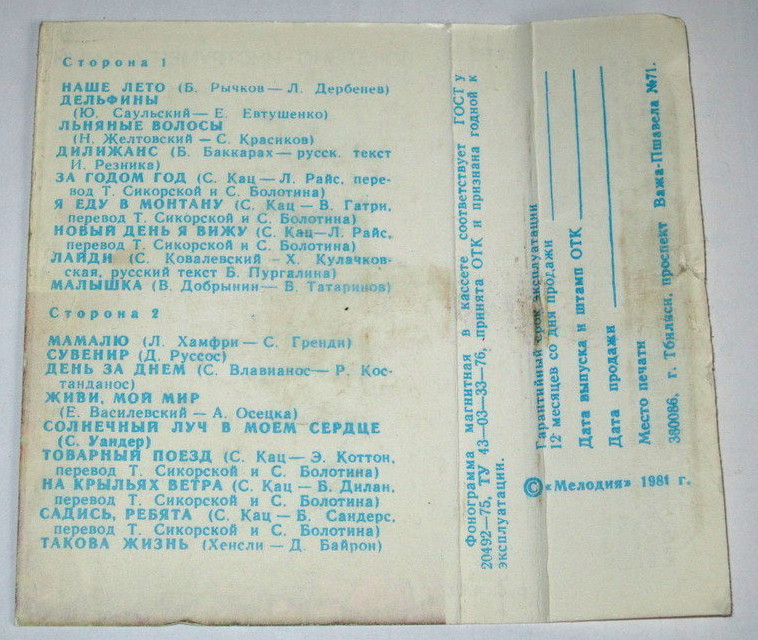 Сторона 1
НАШЕ ЛЕТО (Б. Рычков — Л. Дербенев)
ДЕЛЬФИНЫ
(Ю. Саульский — Е. Евтушенко)
ЛЬНЯНЫЕ ВОЛОСЫ
(Н. Желтовский — С. Красиков)
ДИЛИЖАНС (Б. Баккарах — русск. текст
И. Резника)
ЗА ГОДОМ ГОД (С. Кац — Л. Райс, пере-
вод Т. Сикорской и С. Болотина)
Я ЕДУ В МОНТАНУ (С. Кац — В. Гатри,
перевод Т. Сикорской и С. Болотина)
НОВЫЙ ДЕНЬ Я ВИЖУ (С. Кац — Л. Райс,
перевод Т. Сикорской и С. Болотина)
ЛАЙДИ (С. Ковалевский - Х. Кулачков-
ская, русский текст Б. Пургалина)
МАЛЫШКА (В. Добрынин — В. Татаринов)
Сторона 2
МАМАЛЮ (Л. Хамфри — С. Гренди)
СУВЕНИР (Д. Руссос)
ДЕНЬ ЗА ДНЕМ (С. Влавианос — Р. Кос-
танданос)
ЖИВИ, МОЙ МИР
(Е. Василевский — А. Осецка)
СОЛНЕЧНЫЙ ЛУЧ В МОЕМ СЕРДЦЕ
(С. Уандер)
ТОВАРНЫЙ ПОЕЗД (С. Кац — Э. Коттон,
перевод Т. Сикорской и С. Болотина)
НА КРЫЛЬЯХ ВЕТРА (С. Кац — Б. Дилан,
перевод Т. Сикорской и С. Болотина)
САДИСЬ, РЕБЯТА (С. Кац — Б. Сандерс,
перевод Т. Сикорской и С. Болотина)
ТАКОВА ЖИЗНЬ (Хенсли — Д. Байрон)
Фонограмма магнитная в кассете соответствует ГОСТу
20492—75, ТУ 43—03—33—76, принята ОТК и признана годной к
эксплуатации.
Гарантийный срок эксплуатации
12 месяцев со дня продажи
Дата выпуска и штамп ОТК
Дата продажи
Место печати
380086, г. Тбилиси, проспект Важа-Пшавела №71.
© «Мелодия» 1981 г.